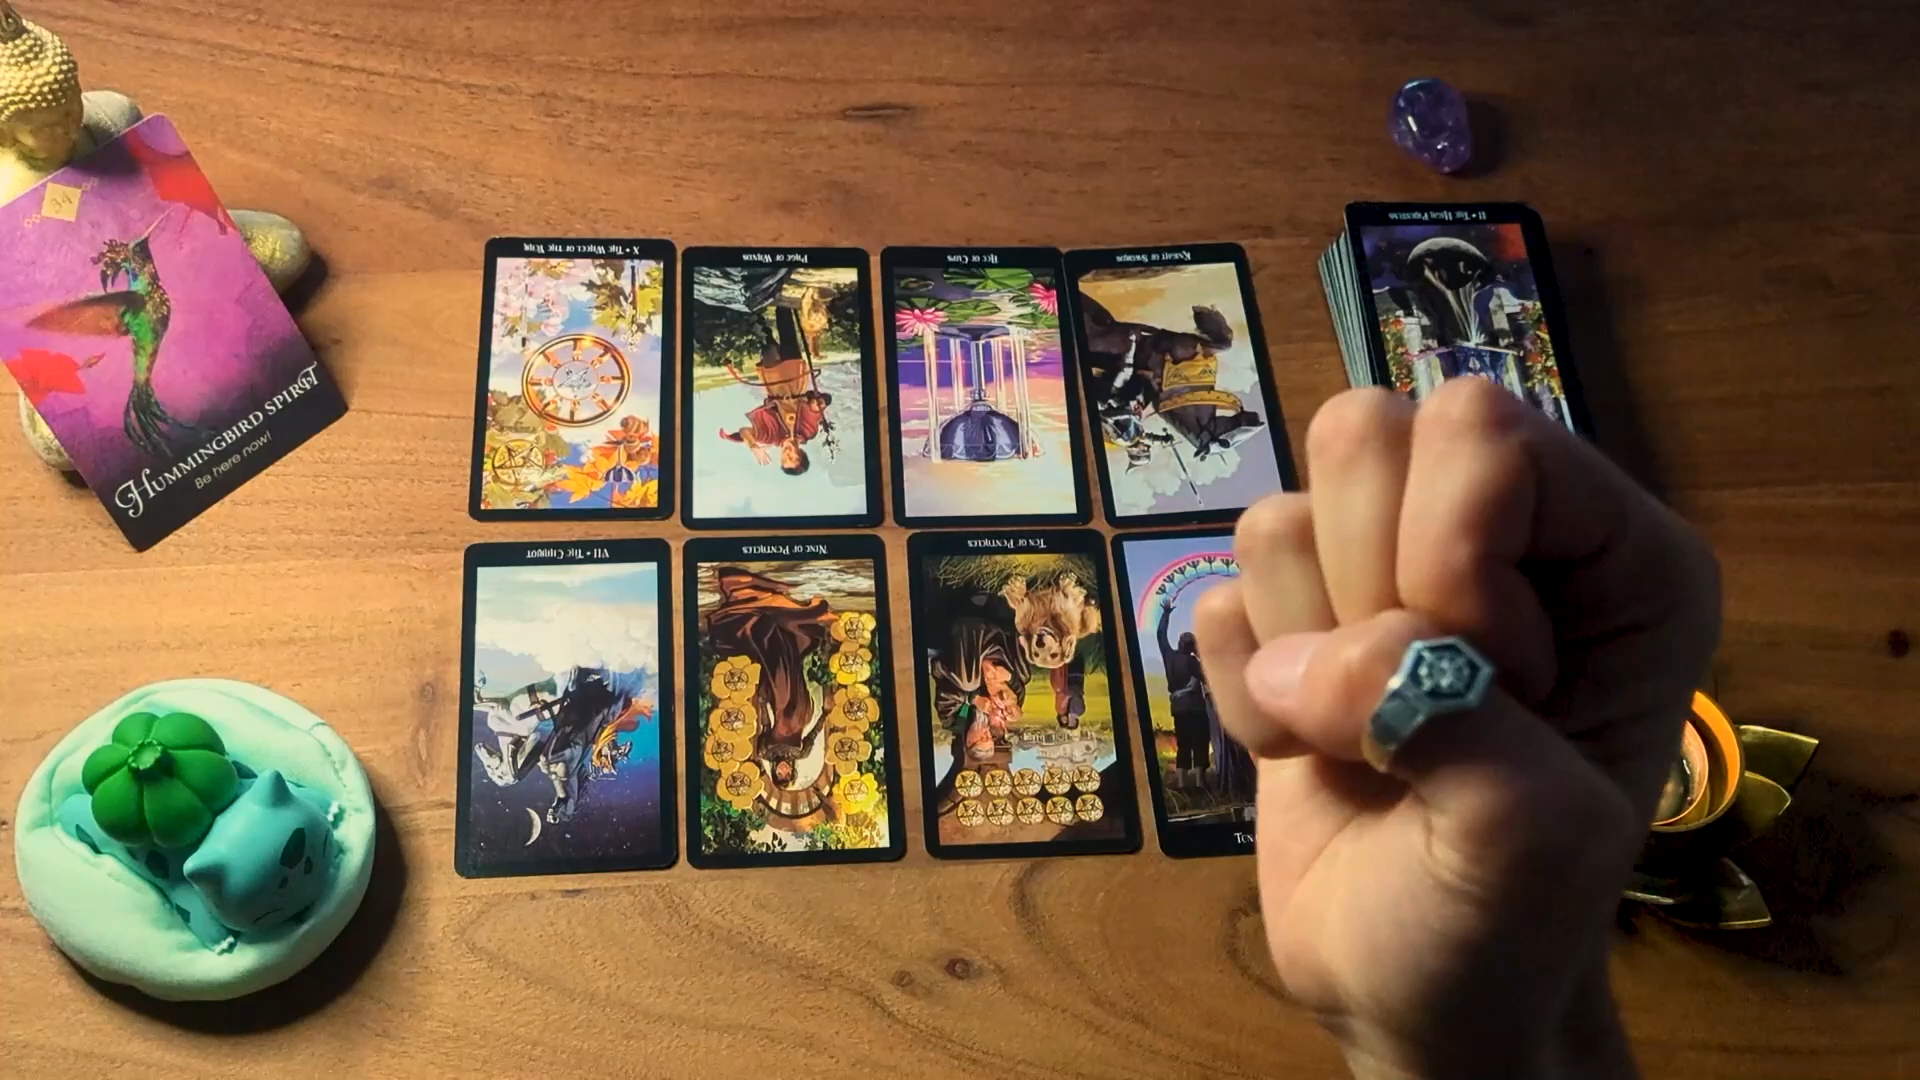 34
HUMMINGBIRD SPIRIT
Be here now!
X • THE WHEEL OF THE YEAR
PAGE OF WANDS
ACE OF CUPS
KNIGHT OF SWORDS
II • THE HIGH PRIESTESS
VII • THE CHARIOT
NINE OF PENTACLES
TEN OF PENTACLES
TEN